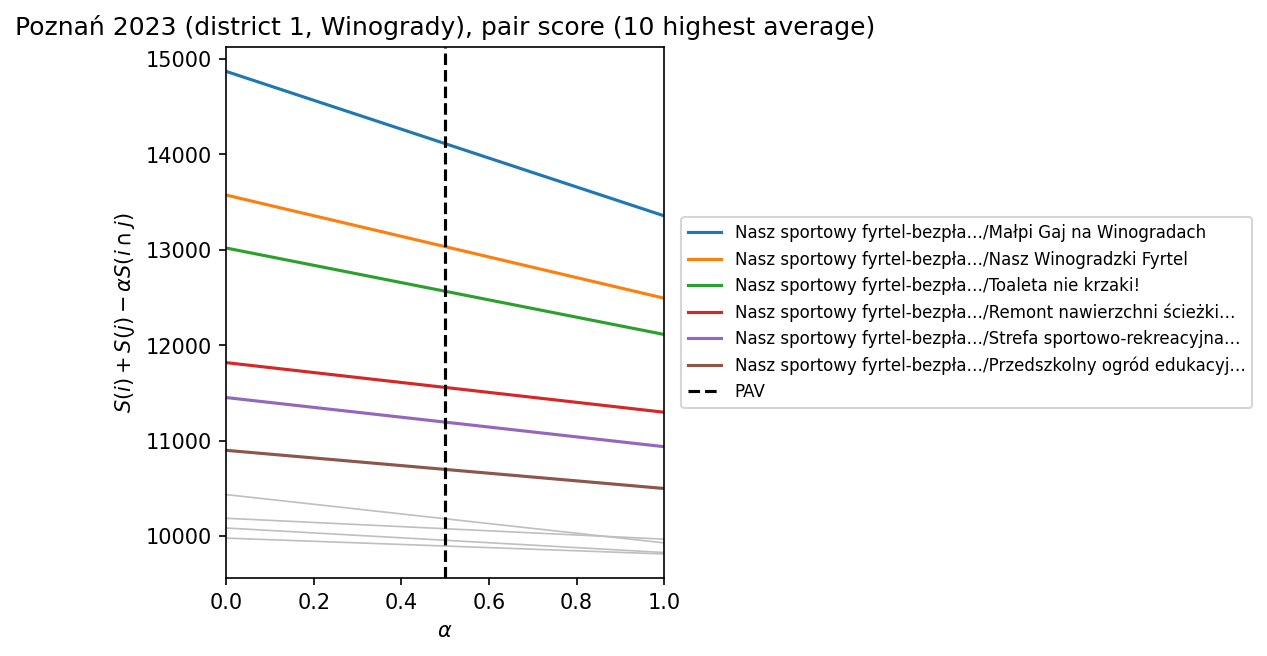 Poznań 2023 (district 1, Winogrady), pair score (10 highest average)
15000
14000
13000
12000
11000
10000
S(i) + S(j) − αS(i ∩ j)
0.0 0.2 0.4 0.6 0.8 1.0
α
Nasz sportowy fyrtel-bezpła.../Małpi Gaj na Winogradach
Nasz sportowy fyrtel-bezpła.../Nasz Winogradzki Fyrtel
Nasz sportowy fyrtel-bezpła.../Toaleta nie krzaki!
Nasz sportowy fyrtel-bezpła.../Remont nawierzchni ścieżki...
Nasz sportowy fyrtel-bezpła.../Strefa sportowo-rekreacyjna...
Nasz sportowy fyrtel-bezpła.../Przedszkolny ogród edukacyj...
PAV